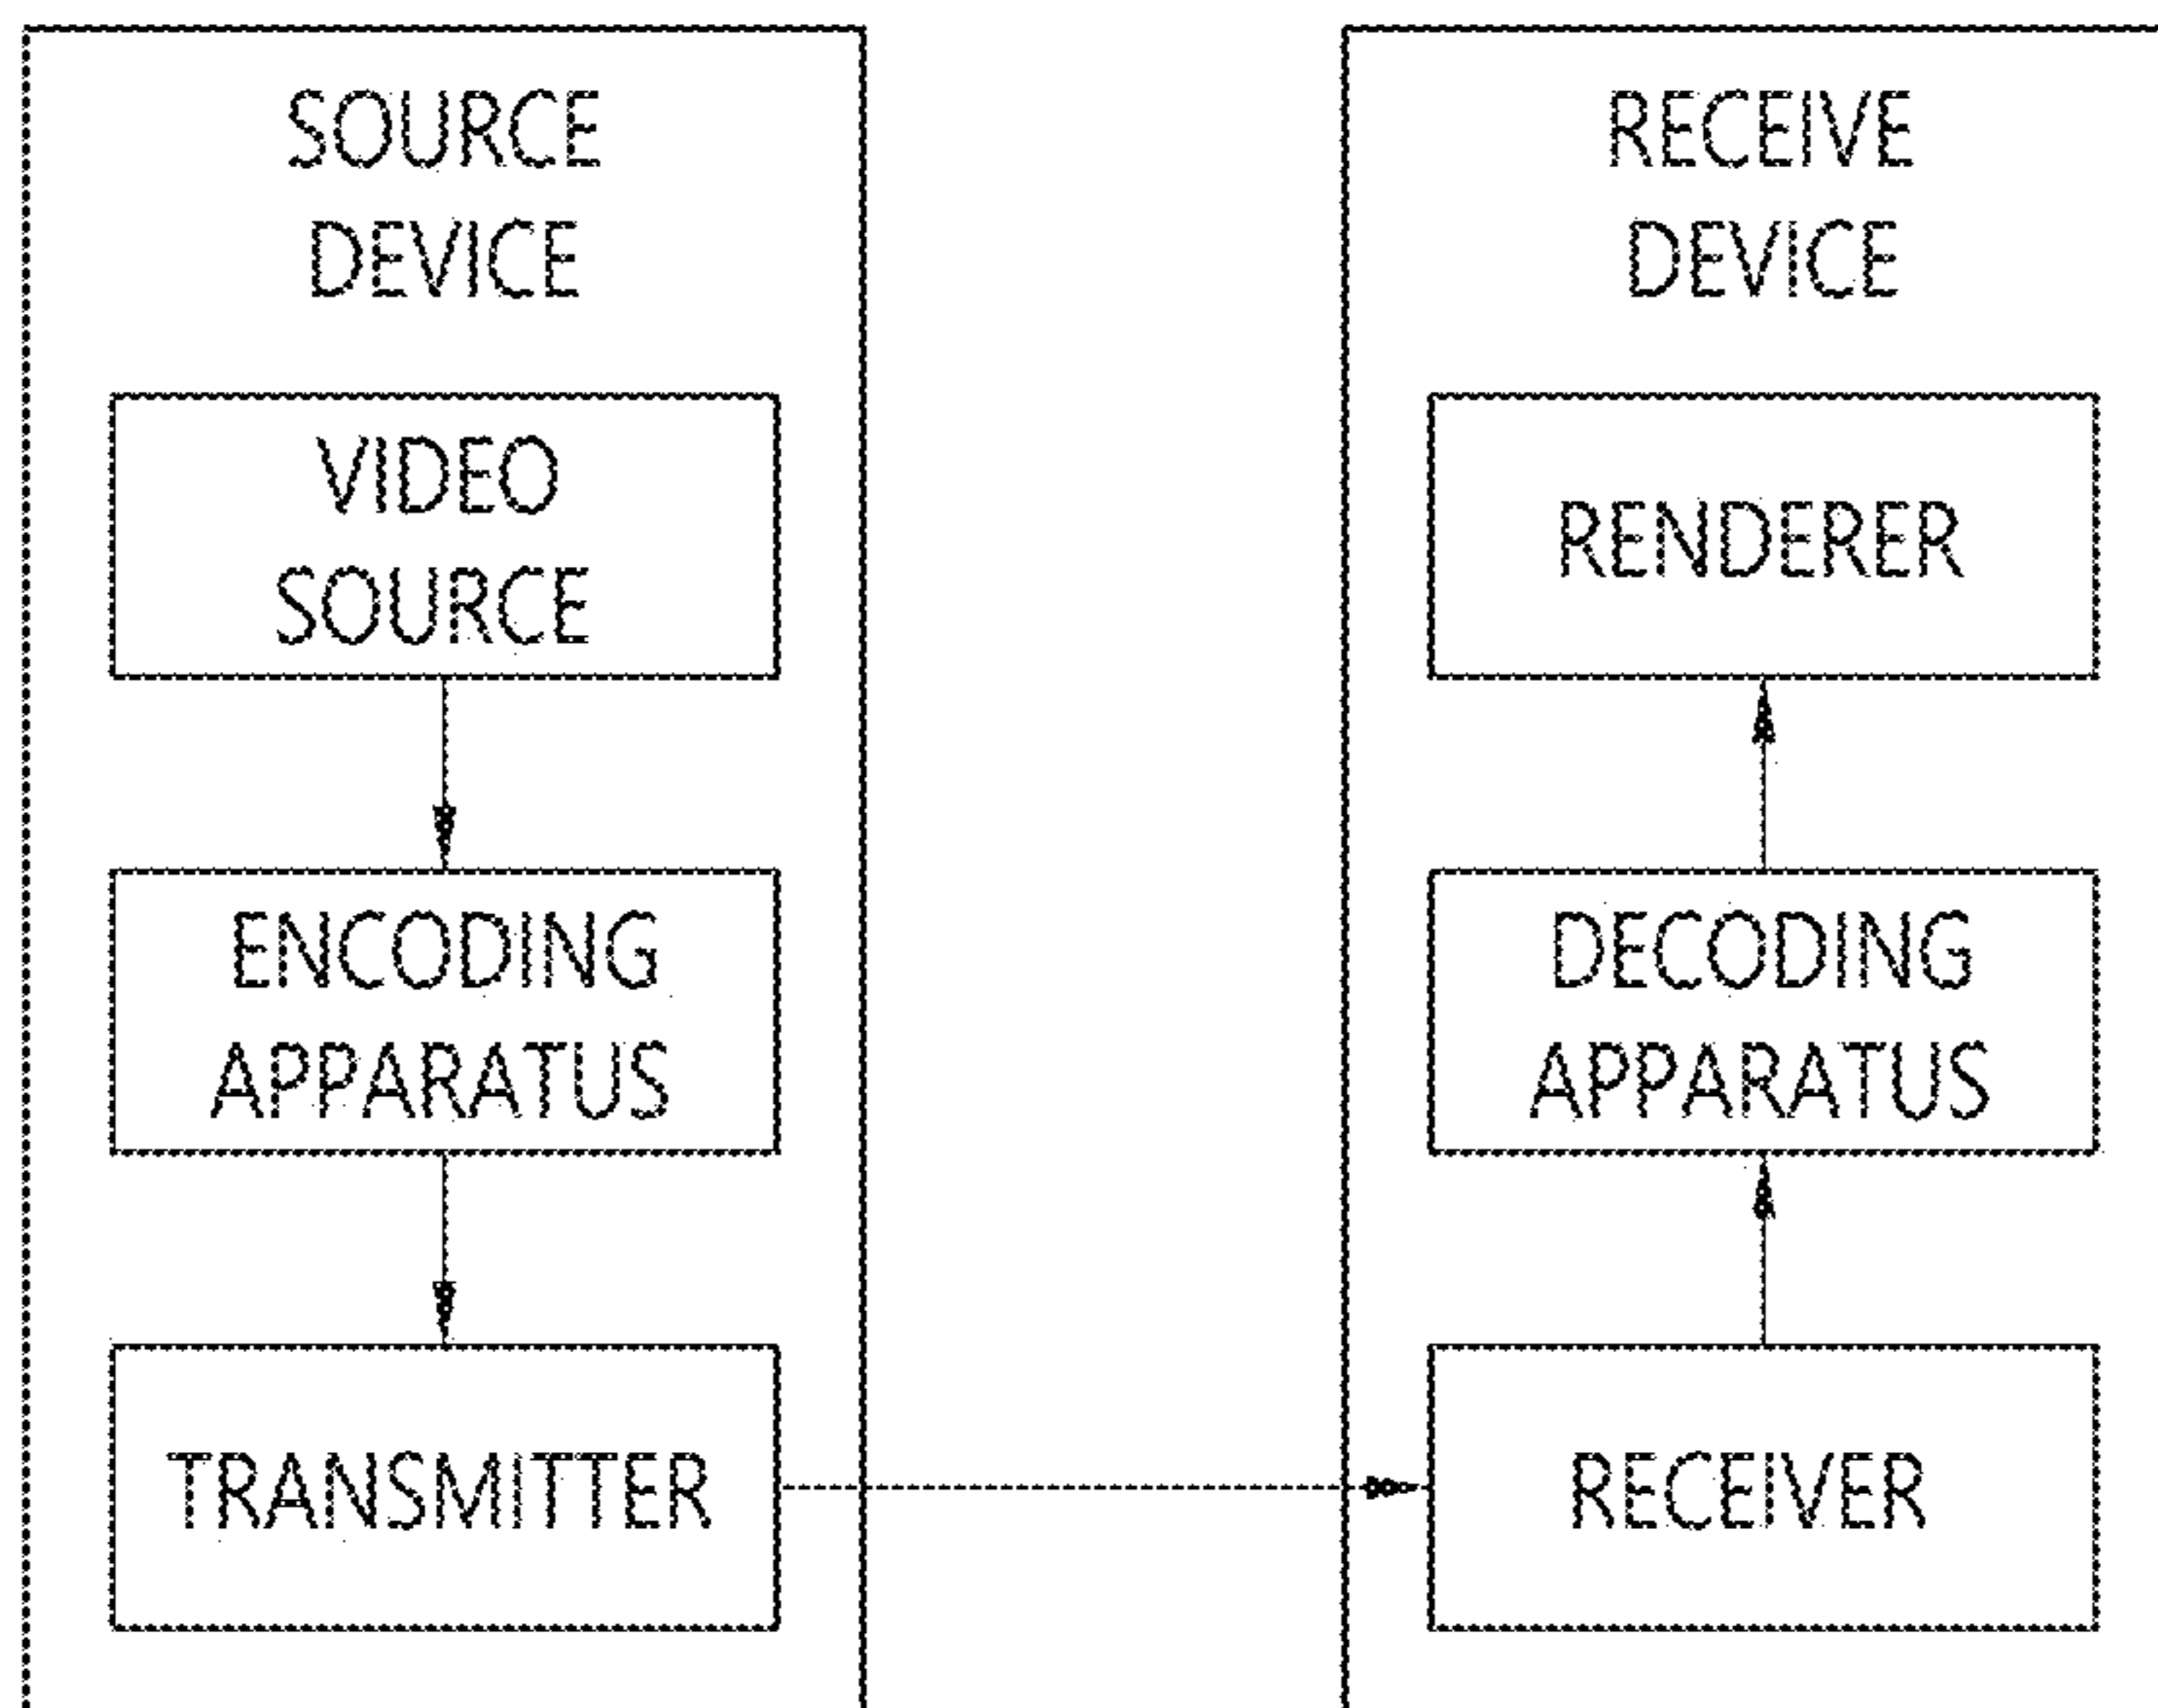 SOURCE
DEVICE
VIDEO
SOURCE
ENCODING
APPARATUS
TRANSMITTER
RECEIVE
DEVICE
RENDERER
DECODING
APPARATUS
RECEIVER